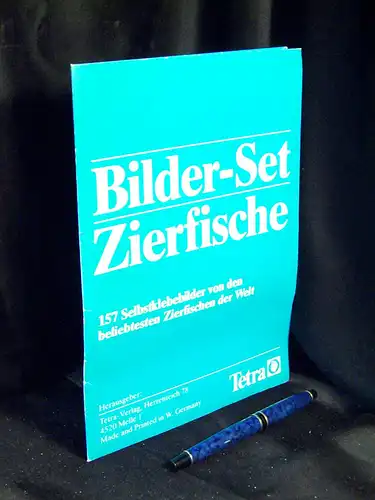 Bilder-Set
Zierfische
157 Selbstklebebilder von den
beliebtesten Zierfischen der Welt
Herausgeber:
Tetra-Verlag, Herrenteich 78
4520 Melle 1
Made and Printed in W. Germany
Tetra